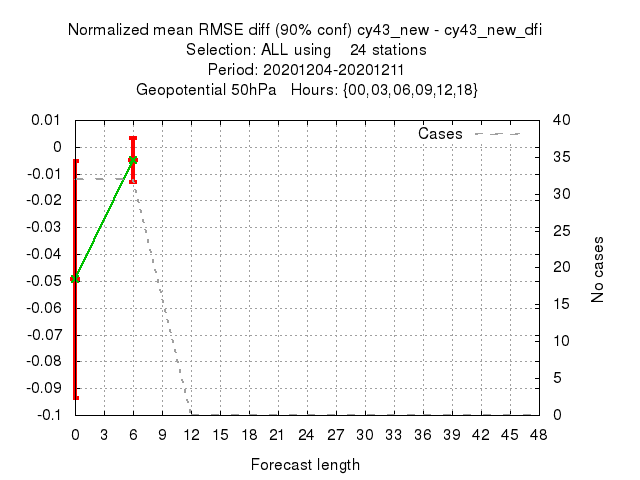 Normalized mean RMSE diff (90% conf) cy43_new - cy43_new_dfi
Selection: ALL using    24 stations
Period: 20201204-20201211
Geopotential 50hPa   Hours: {00,03,06,09,12,18}
Cases
0.01
0
-0.01
-0.02
-0.03
-0.04
-0.05
-0.06
-0.07
-0.08
-0.09
-0.1
40
35
30
25
20
15
10
5
0
No cases
0 3 6 9 12 15 18 21 24 27 30 33 36 39 42 45 48
Forecast length